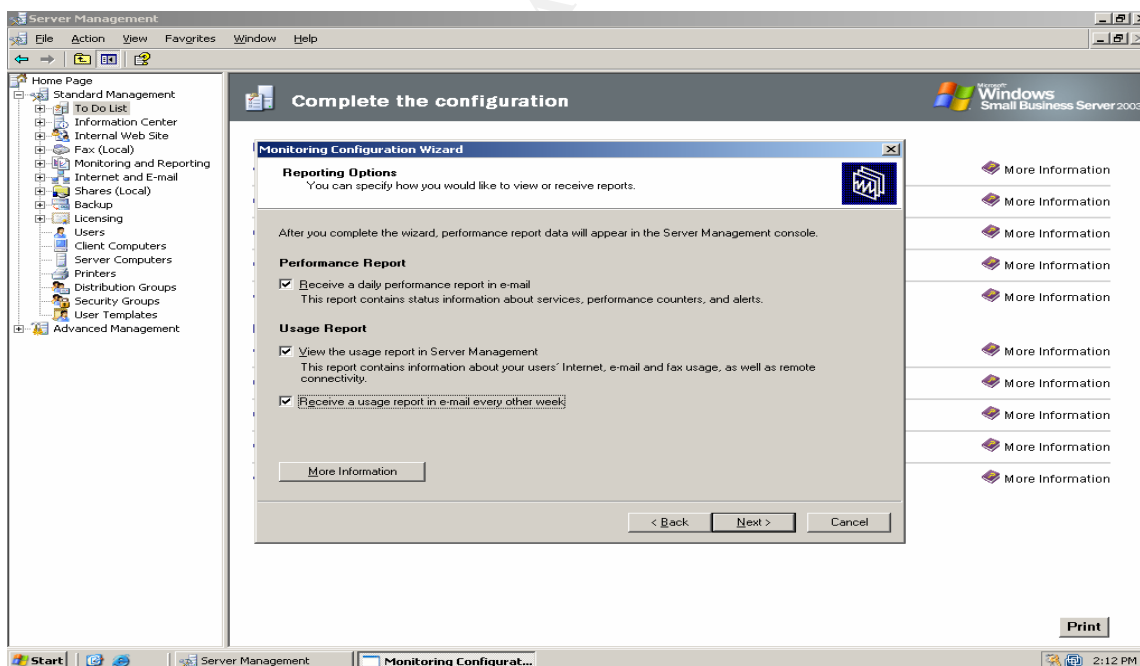 Server Management
File Action View Favorites Window Help
Home Page
Standard Management
To Do List
Information Center
Internal Web Site
Fax (Local)
Monitoring and Reporting
Internet and E-mail
Shares (Local)
Backup
Licensing
Users
Client Computers
Server Computers
Printers
Distribution Groups
Security Groups
User Templates
Advanced Management
Complete the configuration
Microsoft
Windows
Small Business Server 2003
Monitoring Configuration Wizard
Reporting Options
You can specify how you would like to view or receive reports.
After you complete the wizard, performance report data will appear in the Server Management console.
Performance Report
Receive a daily performance report in e-mail
This report contains status information about services, performance counters, and alerts.
Usage Report
View the usage report in Server Management
This report contains information about your users' Internet, e-mail and fax usage, as well as remote
connectivity.
Receive a usage report in e-mail every other week
More Information
< Back Next > Cancel
More Information
More Information
More Information
More Information
More Information
More Information
More Information
More Information
More Information
More Information
Print
Start Server Management Monitoring Configurat... 2:12 PM